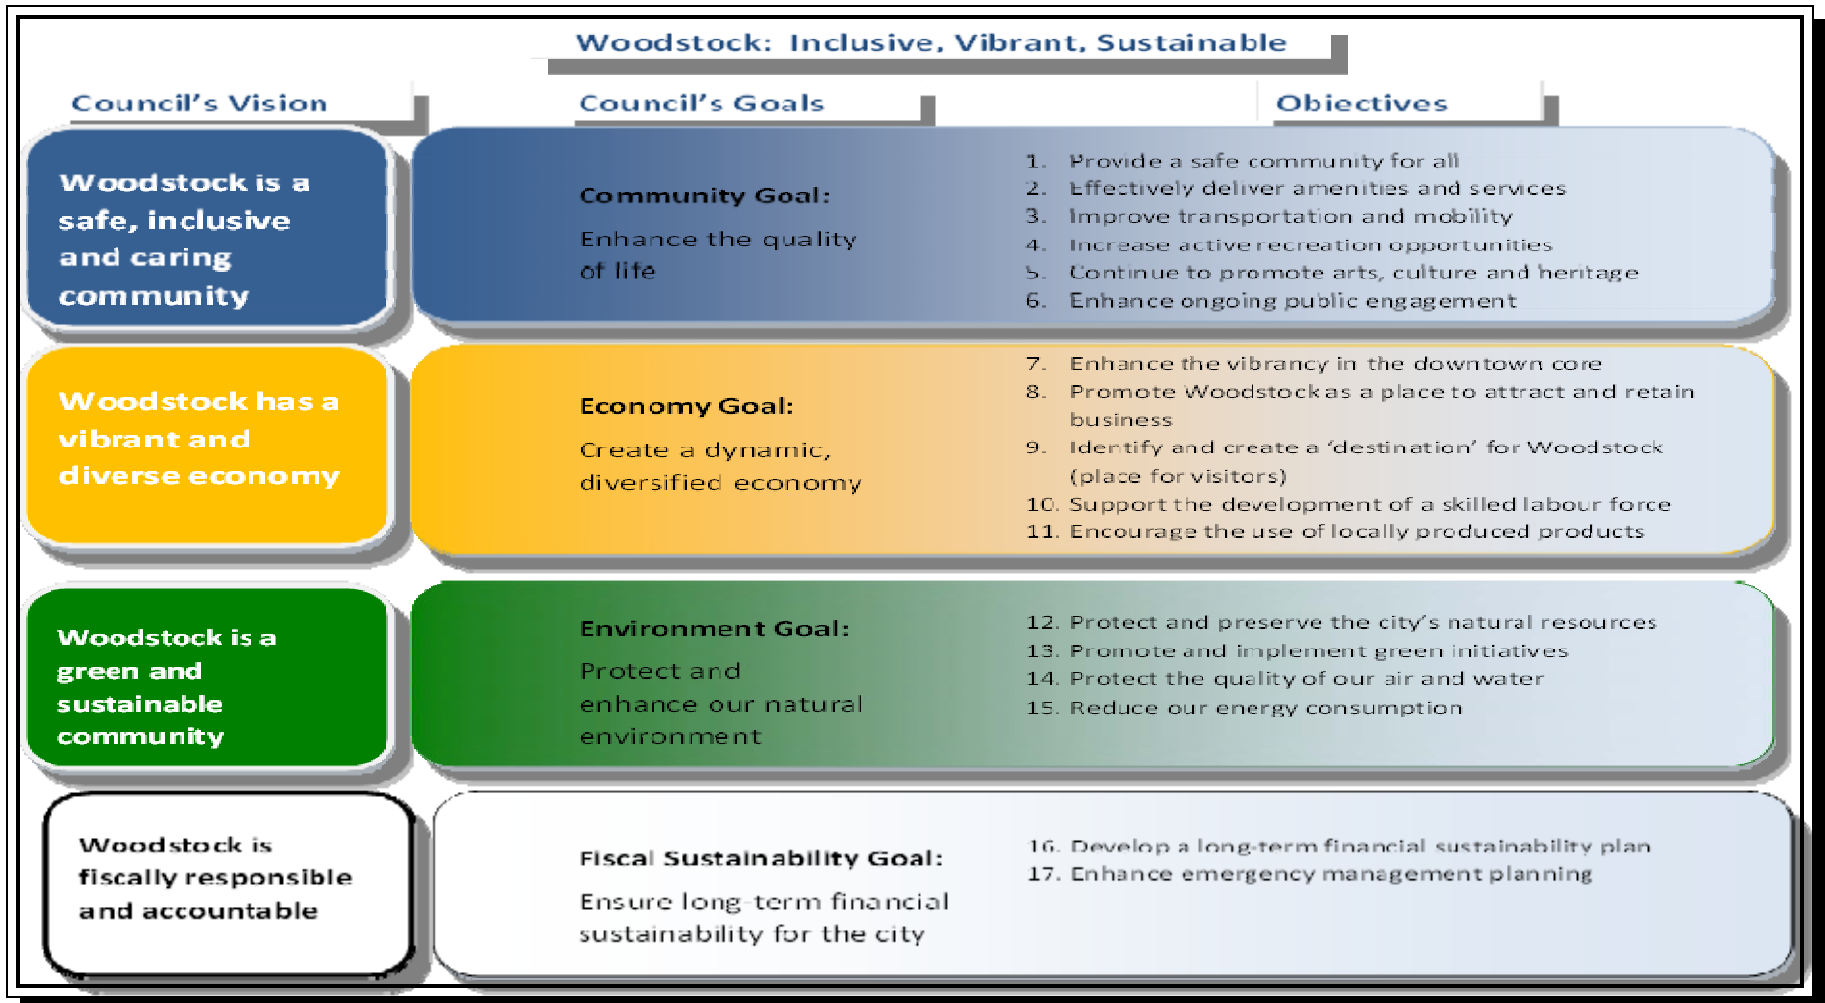 Woodstock: Inclusive, Vibrant, Sustainable
Council's Vision
Council's Goals
Objectives
Woodstock is a
safe, inclusive
and caring
community
Community Goal:
Enhance the quality
of life
1. Provide a safe community for all
2. Effectively deliver amenities and services
3. Improve transportation and mobility
4. Increase active recreation opportunities
5. Continue to promote arts, culture and heritage
6. Enhance ongoing public engagement
Woodstock has a
vibrant and
diverse economy
Economy Goal:
Create a dynamic,
diversified economy
7. Enhance the vibrancy in the downtown core
8. Promote Woodstock as a place to attract and retain
business
9. Identify and create a ‘destination’ for Woodstock
(place for visitors)
10. Support the development of a skilled labour force
11. Encourage the use of locally produced products
Woodstock is a
green and
sustainable
community
Environment Goal:
Protect and
enhance our natural
environment
12. Protect and preserve the city's natural resources
13. Promote and implement green initiatives
14. Protect the quality of our air and water
15. Reduce our energy consumption
Woodstock is
fiscally responsible
and accountable
Fiscal Sustainability Goal:
Ensure long-term financial
sustainability for the city
16. Develop a long-term financial sustainability plan
17. Enhance emergency management planning